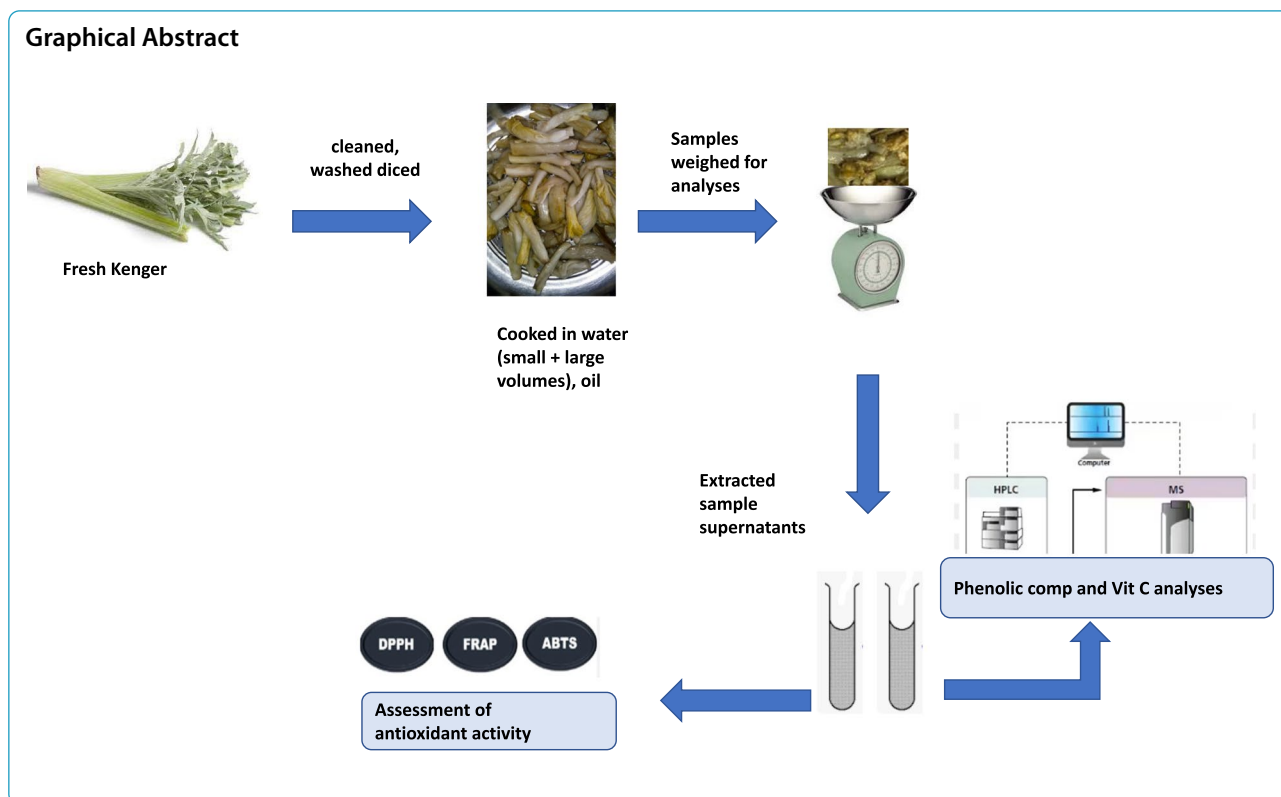 Graphical Abstract
cleaned,
washed diced
Fresh Kenger
Cooked in water
(small + large
volumes), oil
Samples
weighed for
analyses
Extracted
sample
supernatants
Computer
HPLC
MS
Phenolic comp and Vit C analyses
DPPH
FRAP
ABTS
Assessment of
antioxidant activity